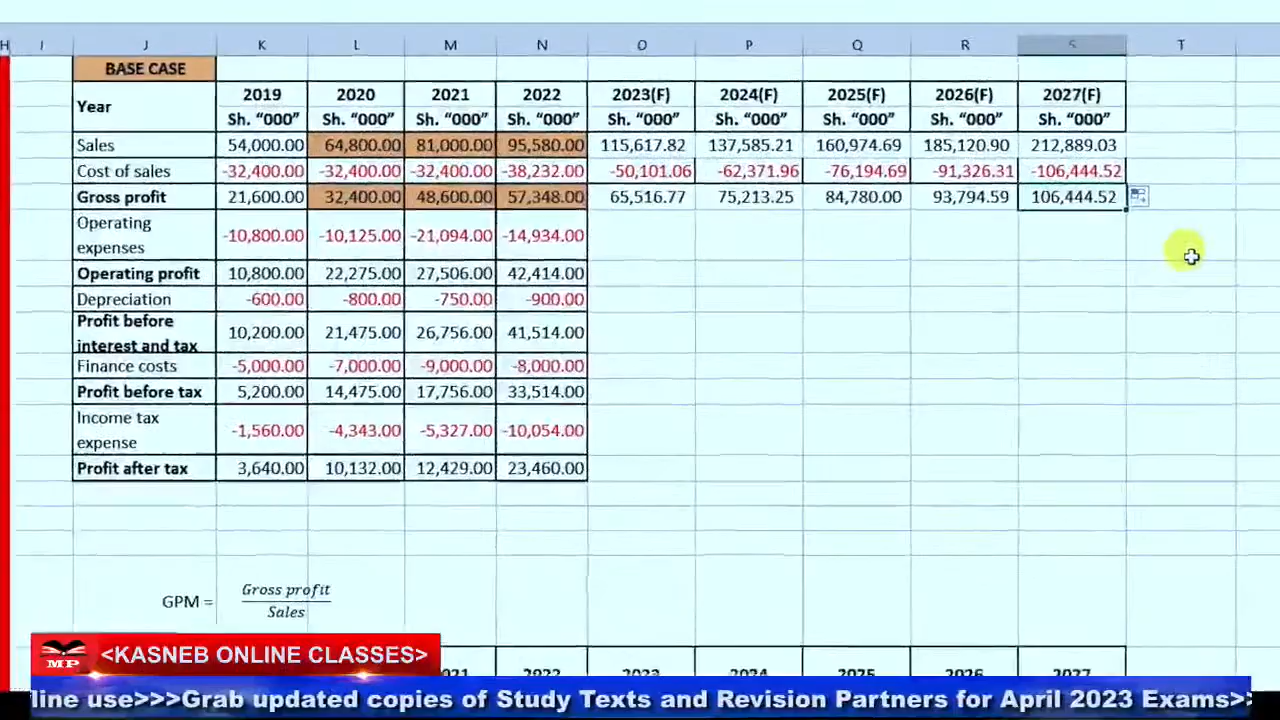 H I J K L M N O P Q R S T
BASE CASE
Year 2019 2020 2021 2022 2023(F) 2024(F) 2025(F) 2026(F) 2027(F)
Sh. “000” Sh. “000” Sh. “000” Sh. “000” Sh. “000” Sh. “000” Sh. “000” Sh. “000” Sh. “000”
Sales 54,000.00 64,800.00 81,000.00 95,580.00 115,617.82 137,585.21 160,974.69 185,120.90 212,889.03
Cost of sales -32,400.00 -32,400.00 -32,400.00 -38,232.00 -50,101.06 -62,371.96 -76,194.69 -91,326.31 -106,444.52
Gross profit 21,600.00 32,400.00 48,600.00 57,348.00 65,516.77 75,213.25 84,780.00 93,794.59 106,444.52
Operating
expenses -10,800.00 -10,125.00 -21,094.00 -14,934.00
Operating profit 10,800.00 22,275.00 27,506.00 42,414.00
Depreciation -600.00 -800.00 -750.00 -900.00
Profit before
interest and tax 10,200.00 21,475.00 26,756.00 41,514.00
Finance costs -5,000.00 -7,000.00 -9,000.00 -8,000.00
Profit before tax 5,200.00 14,475.00 17,756.00 33,514.00
Income tax
expense -1,560.00 -4,343.00 -5,327.00 -10,054.00
Profit after tax 3,640.00 10,132.00 12,429.00 23,460.00
GPM = Gross profit
Sales
<KASNEB ONLINE CLASSES>
MP
2022 2023 2024 2025 2026 2027
line use>>>Grab updated copies of Study Texts and Revision Partners for April 2023 Exams>>